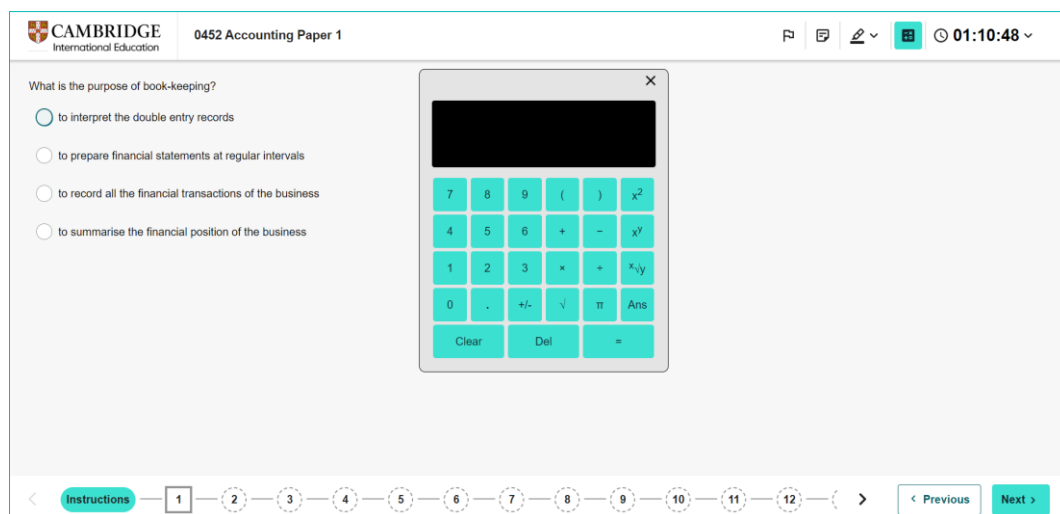 CAMBRIDGE
International Education
0452 Accounting Paper 1
01:10:48
What is the purpose of book-keeping?
to interpret the double entry records
to prepare financial statements at regular intervals
to record all the financial transactions of the business
to summarise the financial position of the business
7 8 9 ( ) x²
4 5 6 + − xʸ
1 2 3 × ÷ ˣ√y
0 . +/- √ π Ans
Clear Del =
Instructions 1 2 3 4 5 6 7 8 9 10 11 12
Previous Next